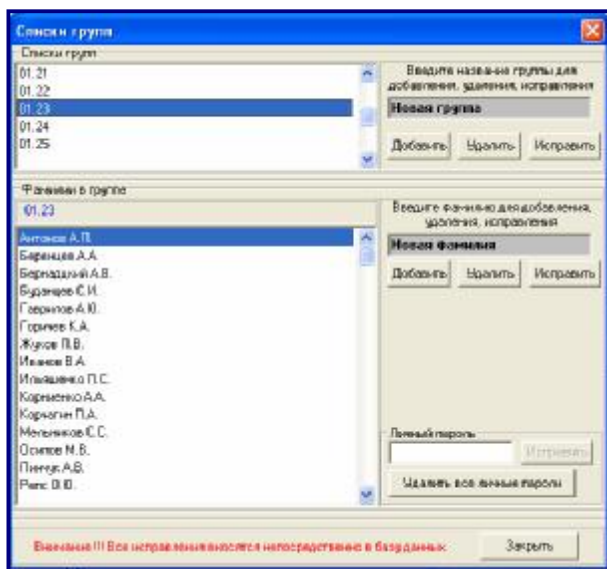 Списки групп
Списки групп
01.21
01.22
01.23
01.24
01.25
Введите название группы для
добавления, удаления, исправления
Новая группа
Добавить Удалить Исправить
Фамилии в группе
01.23
Введите фамилию для добавления,
удаления, исправления
Новая фамилия
Добавить Удалить Исправить
Антонов А.П.
Баранцев А.А.
Бернадский А.В.
Буданцев С.И.
Гаврилов А.Ю.
Горячев К.А.
Жуков П.В.
Иванов В.А.
Ильяшенко П.С.
Корниенко А.А.
Корчагин П.А.
Мельников С.С.
Осипов М.В.
Пинчук А.В.
Личный пароль
Исправить
Удалить все личные пароли
Внимание!!! Все исправления вносятся непосредственно в базу данных.
Закрыть